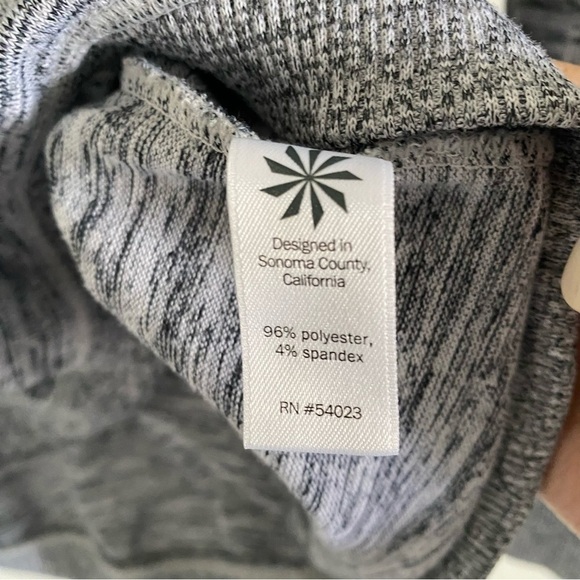 Designed in
Sonoma County,
California
96% polyester,
4% spandex
RN #54023